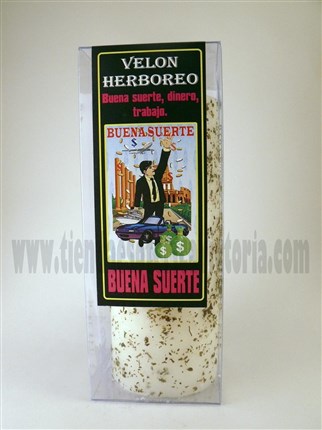 VELON
HERBOREO
Buena suerte, dinero,
trabajo.
BUENA SUERTE
$
$
$
BUENA SUERTE